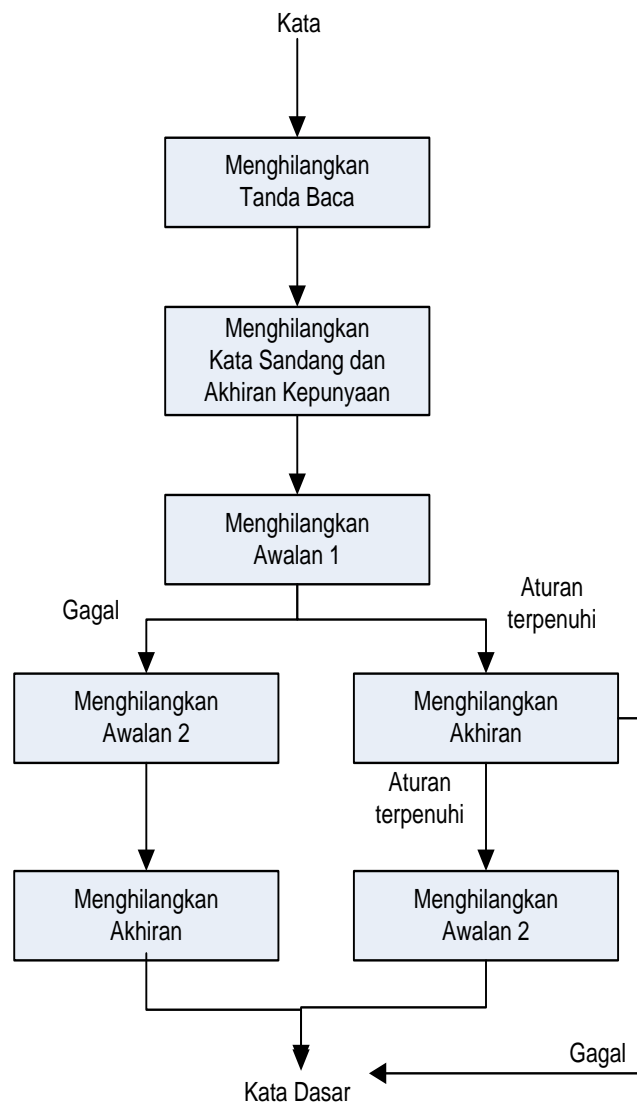 Kata
Menghilangkan
Tanda Baca
Menghilangkan
Kata Sandang dan
Akhiran Kepunyaan
Menghilangkan
Awalan 1
Gagal
Aturan
terpenuhi
Menghilangkan
Awalan 2
Menghilangkan
Akhiran
Aturan
terpenuhi
Menghilangkan
Akhiran
Menghilangkan
Awalan 2
Gagal
Kata Dasar